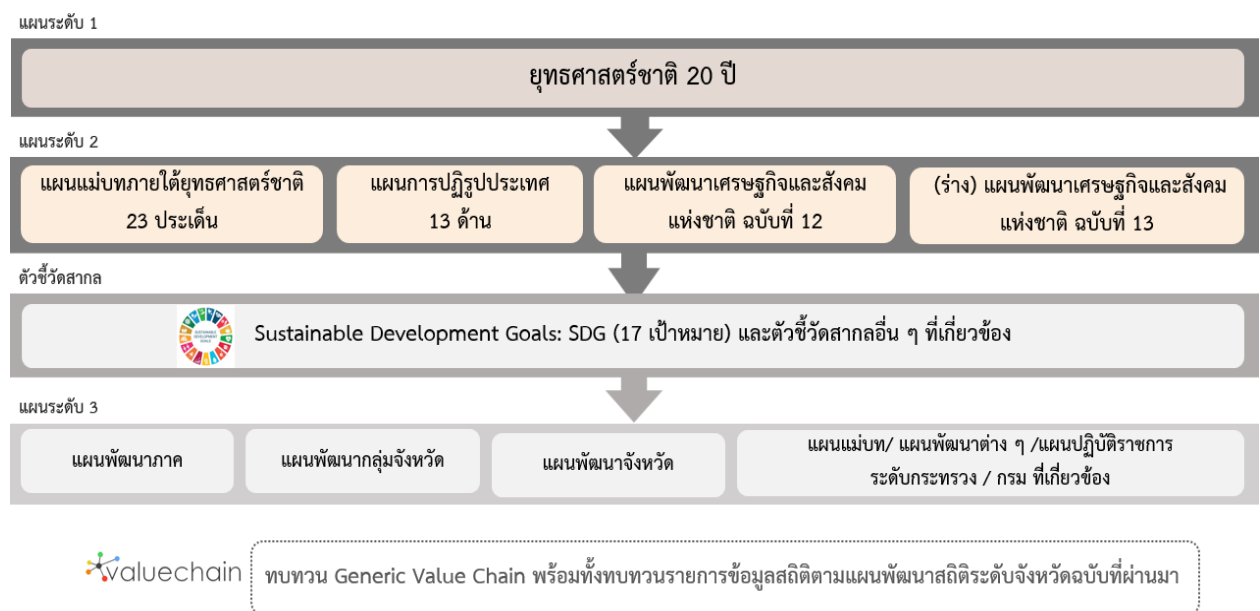 แผนระดับ 1
ยุทธศาสตร์ชาติ 20 ปี
แผนระดับ 2
แผนแม่บทภายใต้ยุทธศาสตร์ชาติ
23 ประเด็น
แผนการปฏิรูปประเทศ
13 ด้าน
แผนพัฒนาเศรษฐกิจและสังคม
แห่งชาติ ฉบับที่ 12
(ร่าง) แผนพัฒนาเศรษฐกิจและสังคม
แห่งชาติ ฉบับที่ 13
ตัวชี้วัดสากล
Sustainable Development Goals: SDG (17 เป้าหมาย) และตัวชี้วัดสากลอื่น ๆ ที่เกี่ยวข้อง
แผนระดับ 3
แผนพัฒนาภาค
แผนพัฒนากลุ่มจังหวัด
แผนพัฒนาจังหวัด
แผนแม่บท/ แผนพัฒนาต่าง ๆ /แผนปฏิบัติราชการ
ระดับกระทรวง / กรม ที่เกี่ยวข้อง
valuechain
ทบทวน Generic Value Chain พร้อมทั้งทบทวนรายการข้อมูลสถิติตามแผนพัฒนาสถิติระดับจังหวัดฉบับที่ผ่านมา